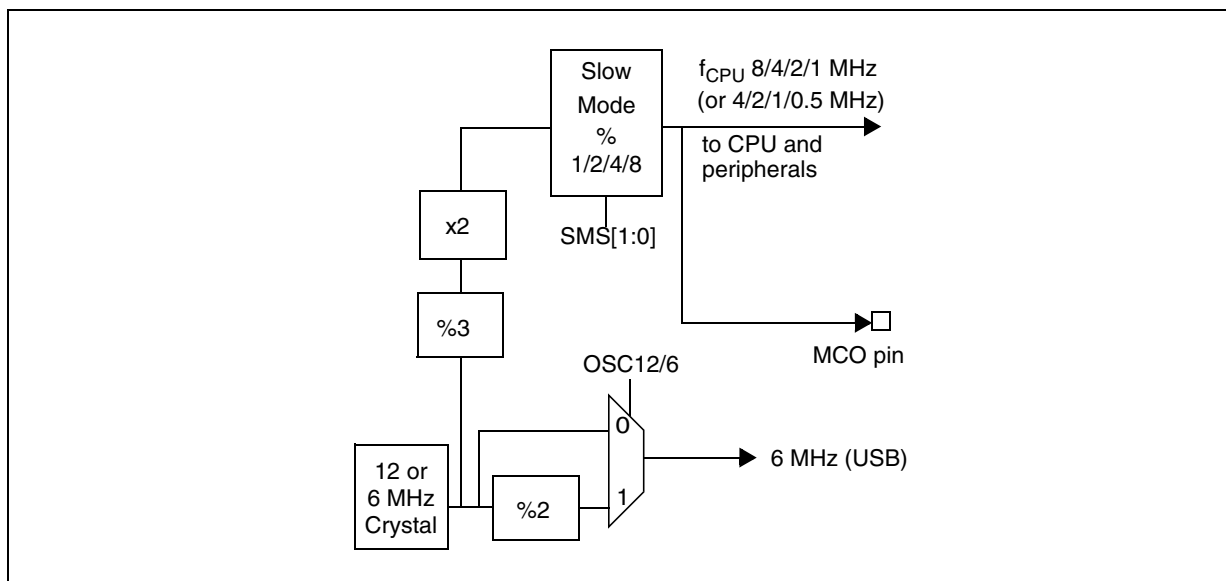 Slow
Mode
%
1/2/4/8
fCPU 8/4/2/1 MHz
(or 4/2/1/0.5 MHz)
to CPU and
peripherals
x2
SMS[1:0]
%3
MCO pin
OSC12/6
0
12 or
6 MHz
Crystal
%2
1
6 MHz (USB)